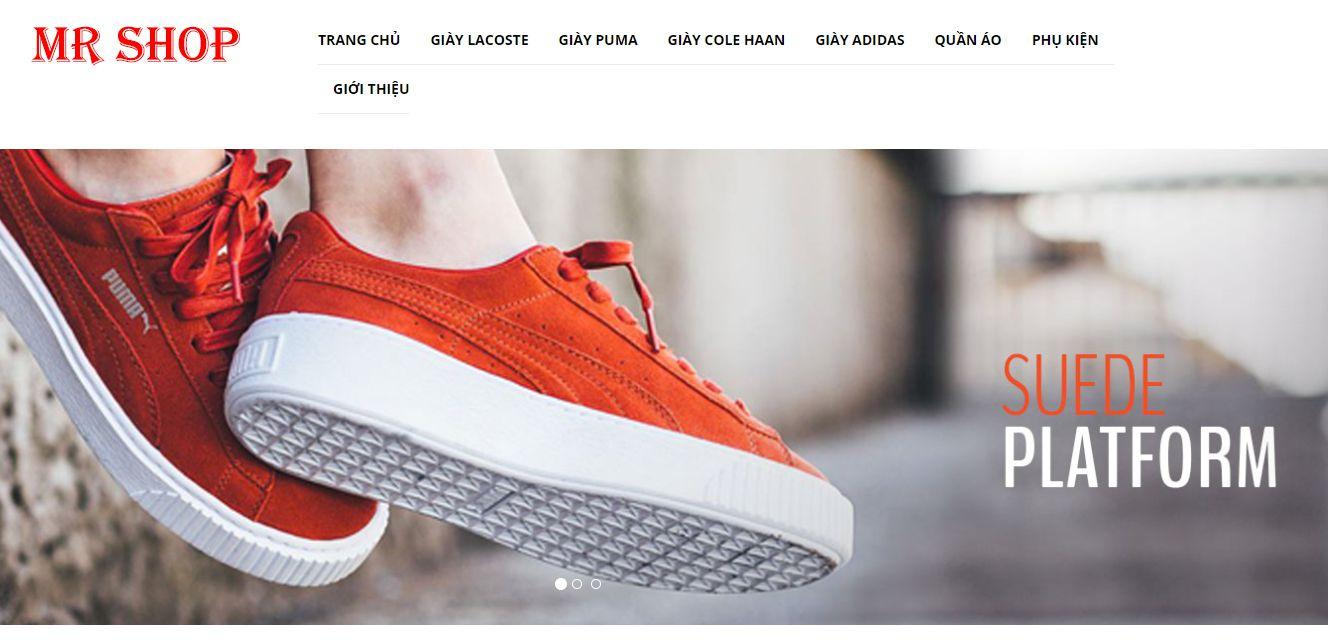 MR SHOP
TRANG CHỦ GIÀY LACOSTE GIÀY PUMA GIÀY COLE HAAN GIÀY ADIDAS QUẦN ÁO PHỤ KIỆN
GIỚI THIỆU
PUMA
SUEDE
PLATFORM